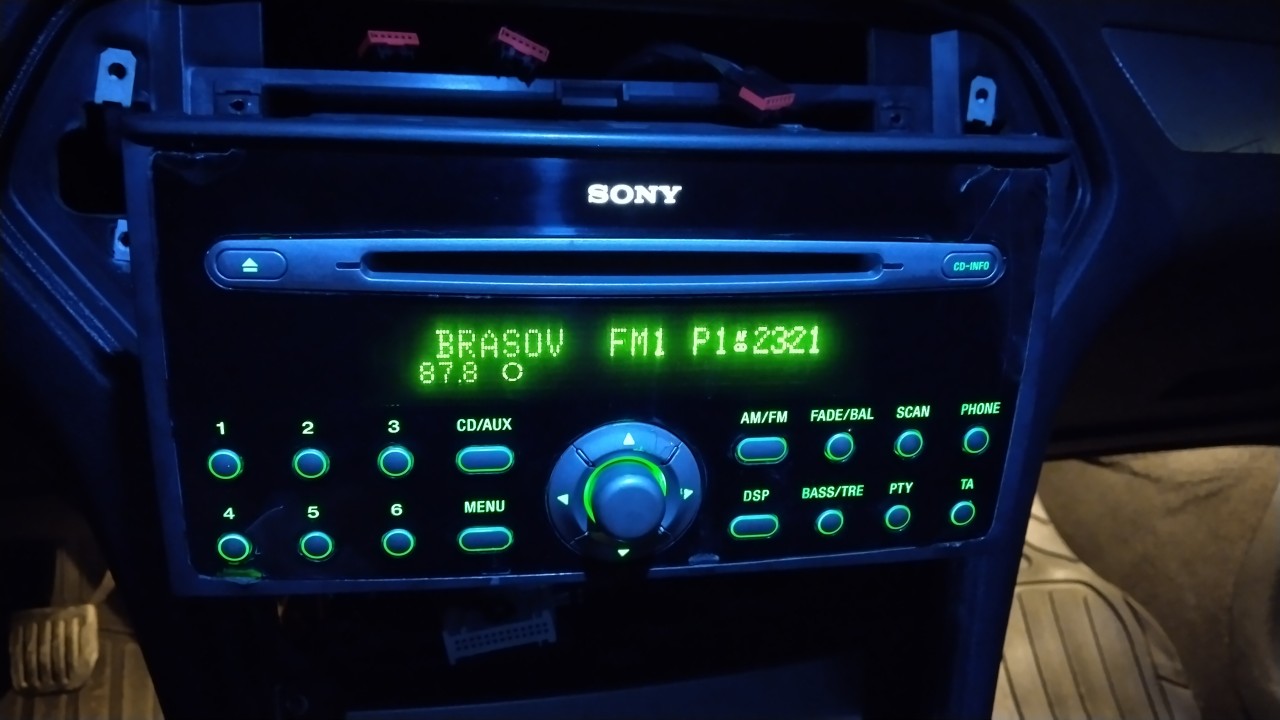 SONY
CD-INFO
BRASOV FM1 P1 2321
87.8
1 2 3 CD/AUX AM/FM FADE/BAL SCAN PHONE
4 5 6 MENU DSP BASS/TRE PTY TA